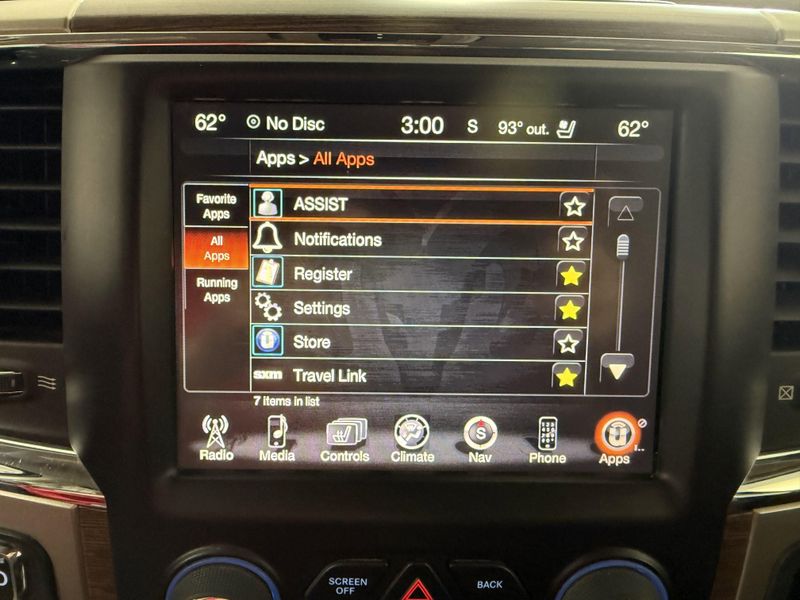 62° No Disc 3:00 S 93° out. 62°
Apps > All Apps
Favorite
Apps
All
Apps
Running
Apps
ASSIST
Notifications
Register
Settings
Store
sxm Travel Link
7 items in list
Radio Media Controls Climate Nav Phone Apps
S
SCREEN
OFF
BACK